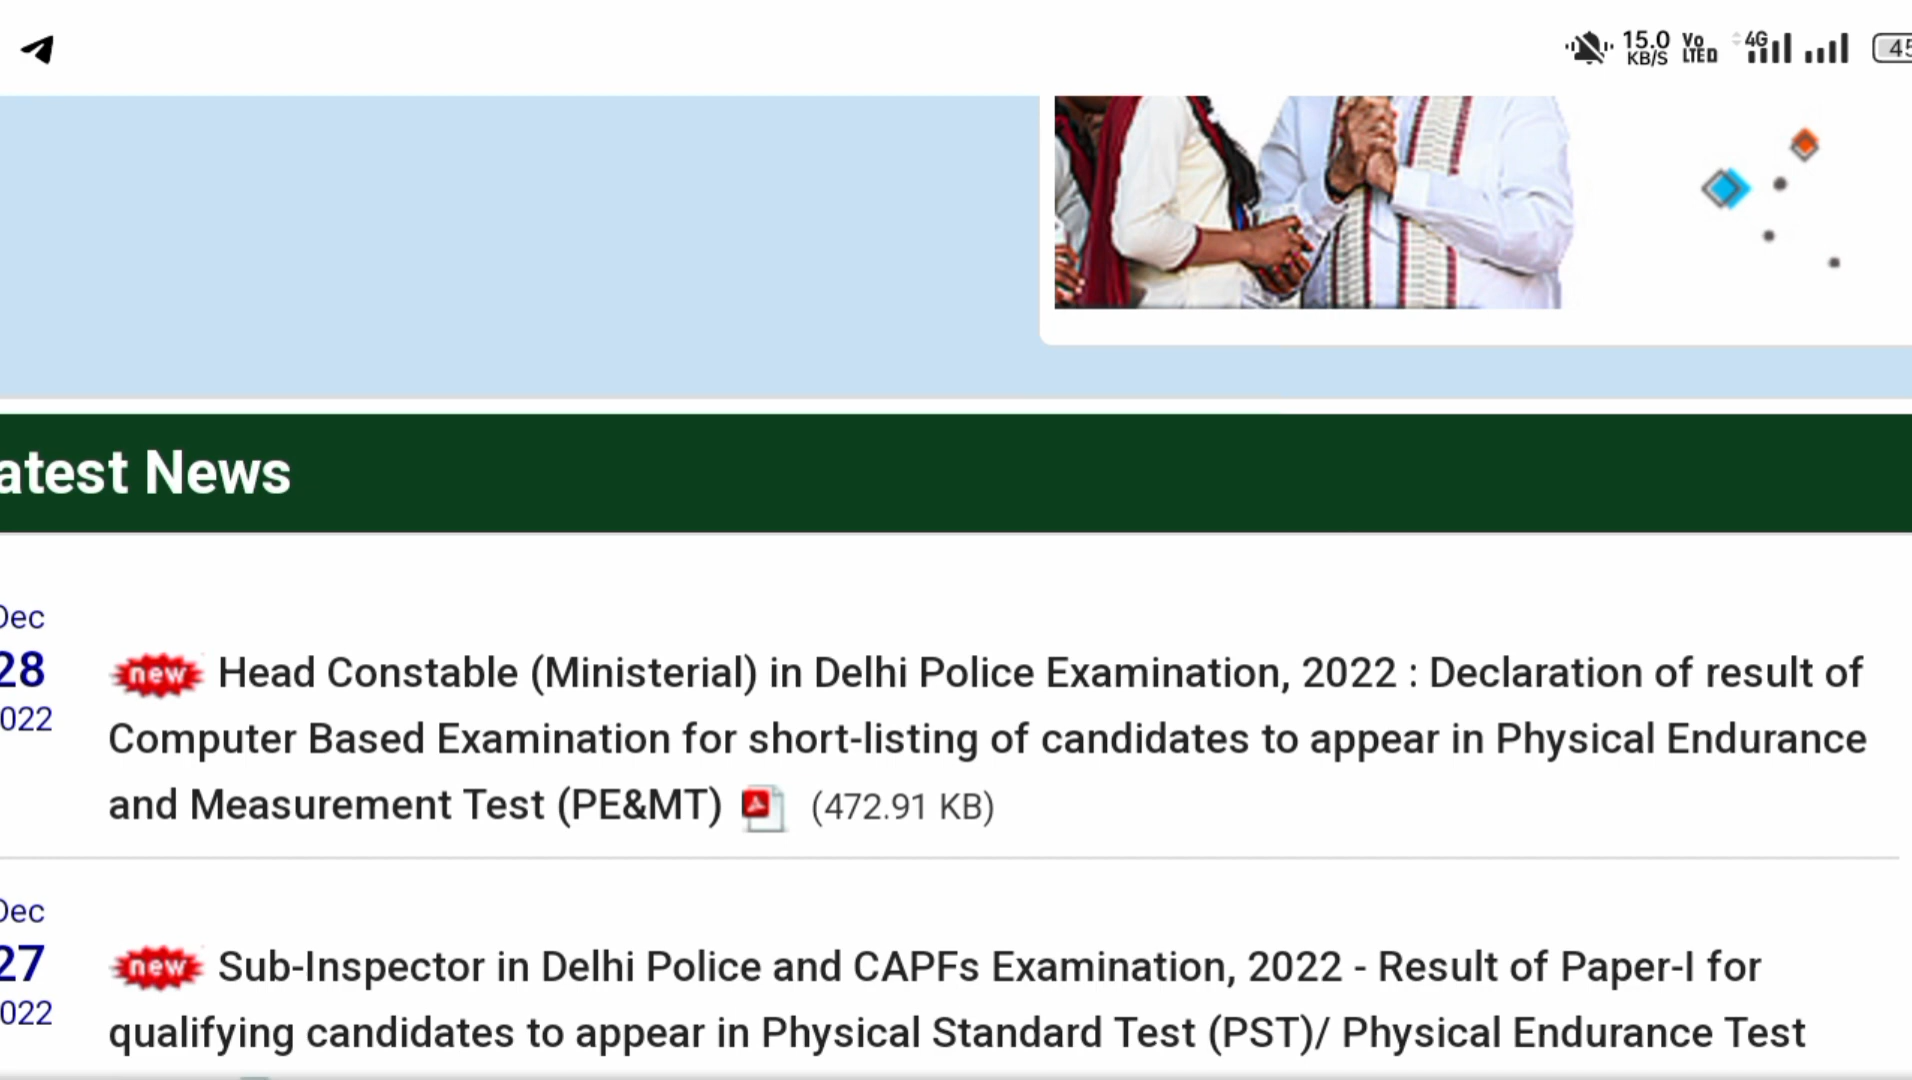 15.0
KB/S
Vo
LTE
4G
45
atest News
Dec
28
022
new Head Constable (Ministerial) in Delhi Police Examination, 2022 : Declaration of result of
Computer Based Examination for short-listing of candidates to appear in Physical Endurance
and Measurement Test (PE&MT) (472.91 KB)
Dec
27
022
new Sub-Inspector in Delhi Police and CAPFs Examination, 2022 - Result of Paper-I for
qualifying candidates to appear in Physical Standard Test (PST)/ Physical Endurance Test